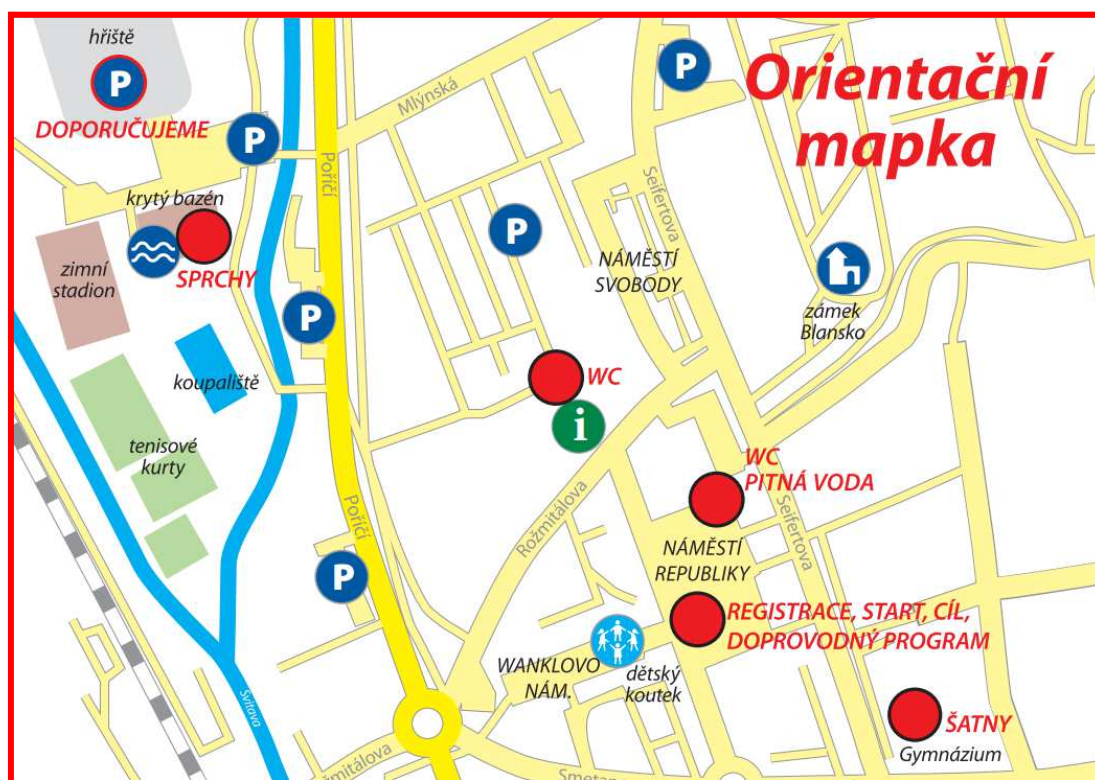 Orientační
mapka
hřiště
P
DOPORUČUJEME
P
Mlýnská
P
Poříčí
krytý bazén
SPRCHY
zimní
stadion
P
Seifertova
NÁMĚSTÍ
SVOBODY
zámek
Blansko
P
koupaliště
WC
i
tenisové
kurty
WC
PITNÁ VODA
Rožmitálova
Poříčí
Seifertova
NÁMĚSTÍ
REPUBLIKY
P
REGISTRACE, START, CÍL,
DOPROVODNÝ PROGRAM
WANKLOVO
NÁM.
dětský
koutek
Svitava
ŠATNY
Gymnázium